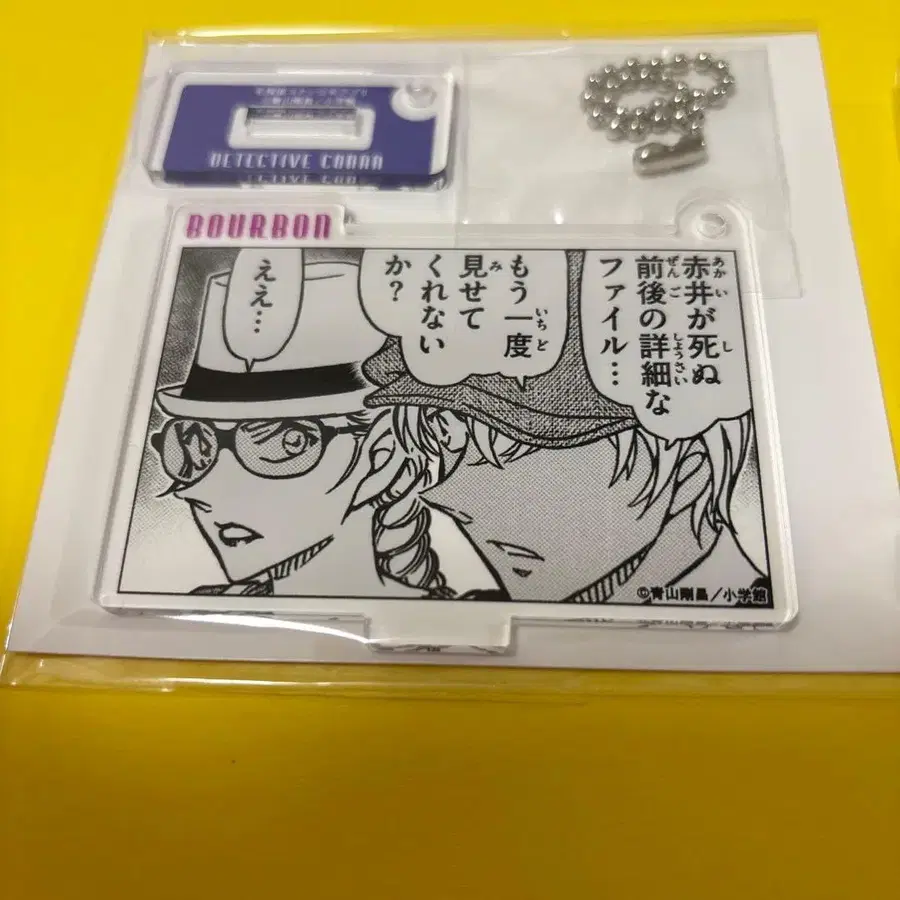 DETECTIVE CONAN
BOURBON
赤井が死ぬ
前後の詳細な
ファイル…
もう一度
見せて
くれない
か？
ええ…
©青山剛昌／小学館